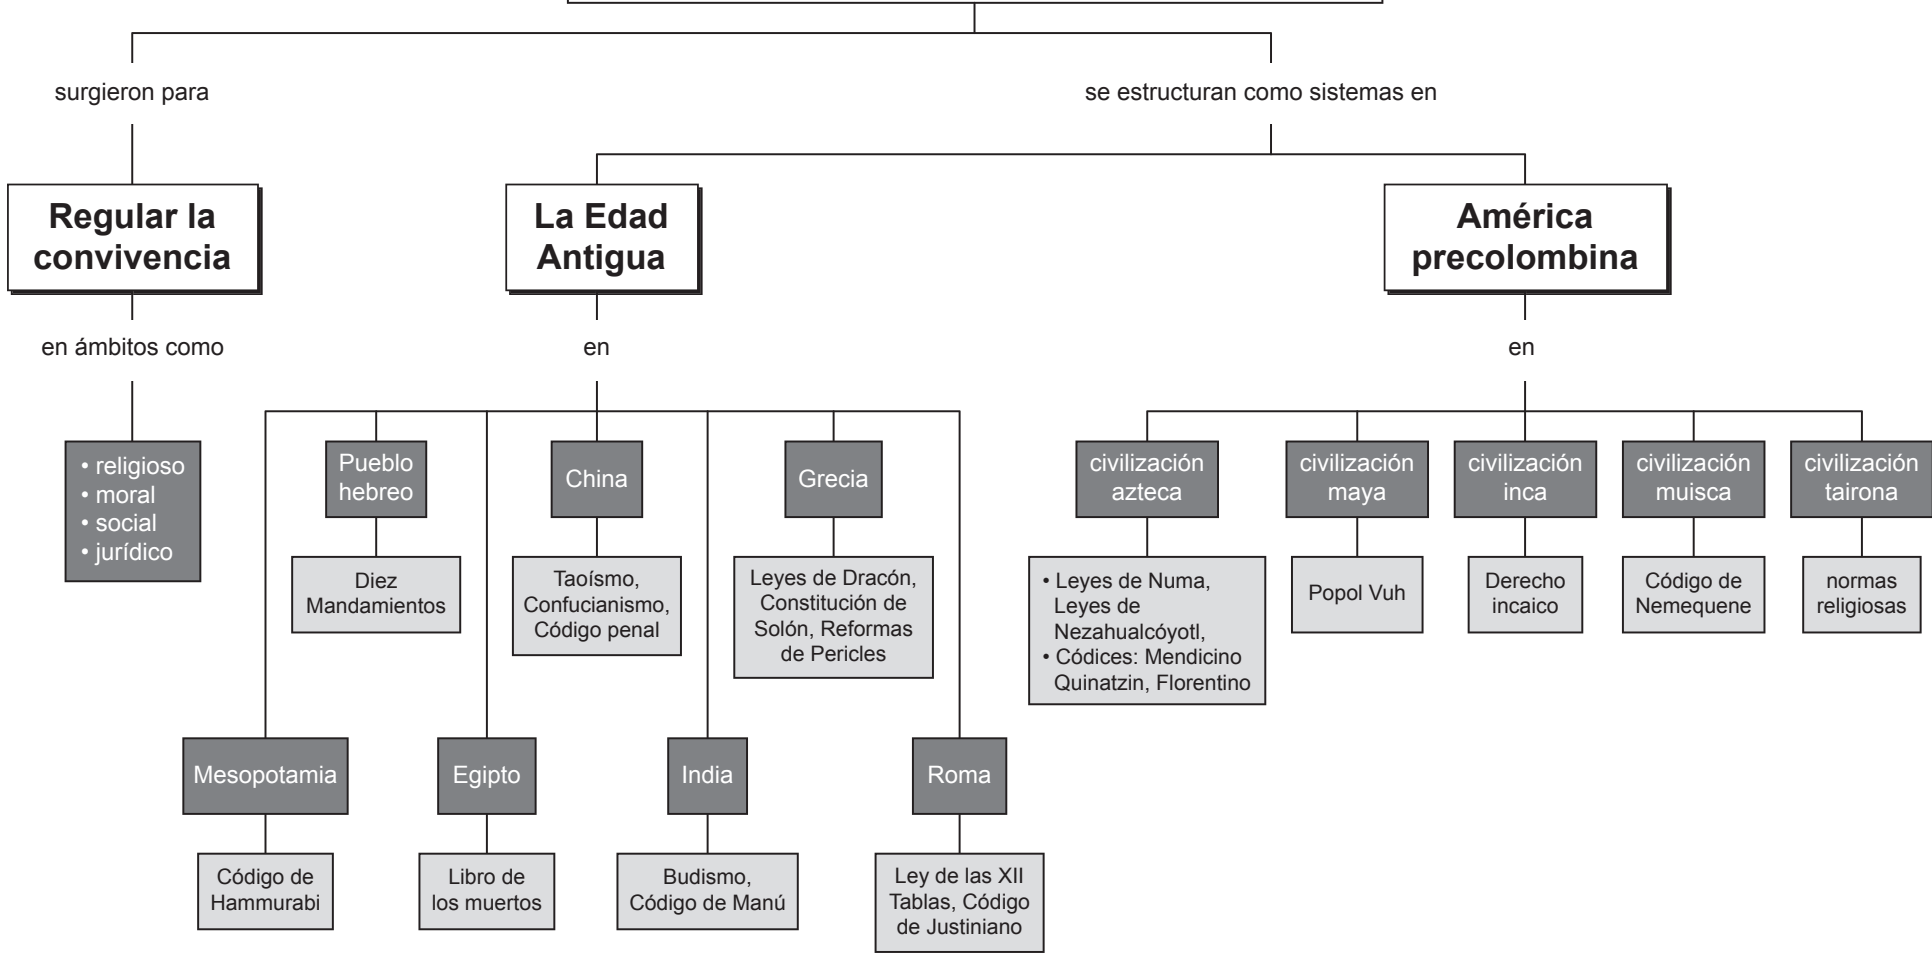 surgieron para
se estructuran como sistemas en
Regular la
convivencia
La Edad
Antigua
América
precolombina
en ámbitos como
en
en
• religioso
• moral
• social
• jurídico
Pueblo
hebreo
China
Grecia
civilización
azteca
civilización
maya
civilización
inca
civilización
muisca
civilización
tairona
Diez
Mandamientos
Taoísmo,
Confucianismo,
Código penal
Leyes de Dracón,
Constitución de
Solón, Reformas
de Pericles
• Leyes de Numa,
Leyes de
Nezahualcóyotl,
• Códices: Mendicino
Quinatzin, Florentino
Popol Vuh
Derecho
incaico
Código de
Nemequene
normas
religiosas
Mesopotamia
Egipto
India
Roma
Código de
Hammurabi
Libro de
los muertos
Budismo,
Código de Manú
Ley de las XII
Tablas, Código
de Justiniano